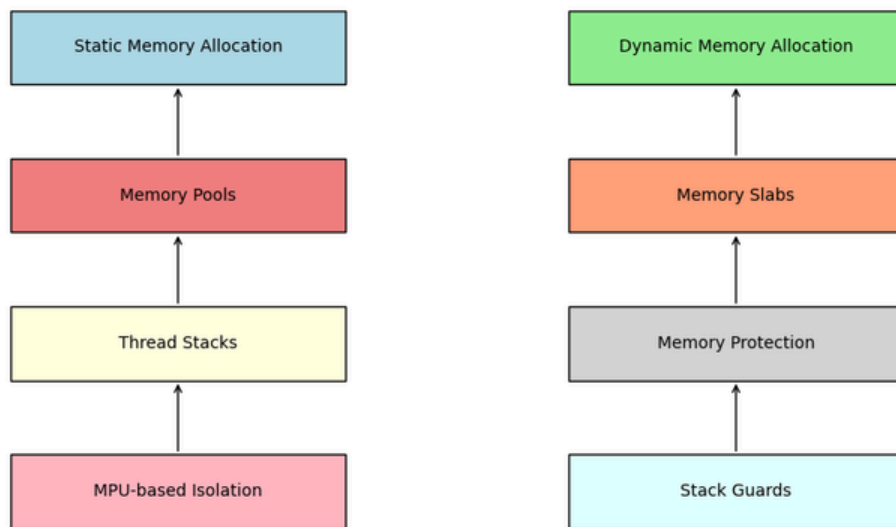 Static Memory Allocation
Dynamic Memory Allocation
Memory Pools
Memory Slabs
Thread Stacks
Memory Protection
MPU-based Isolation
Stack Guards